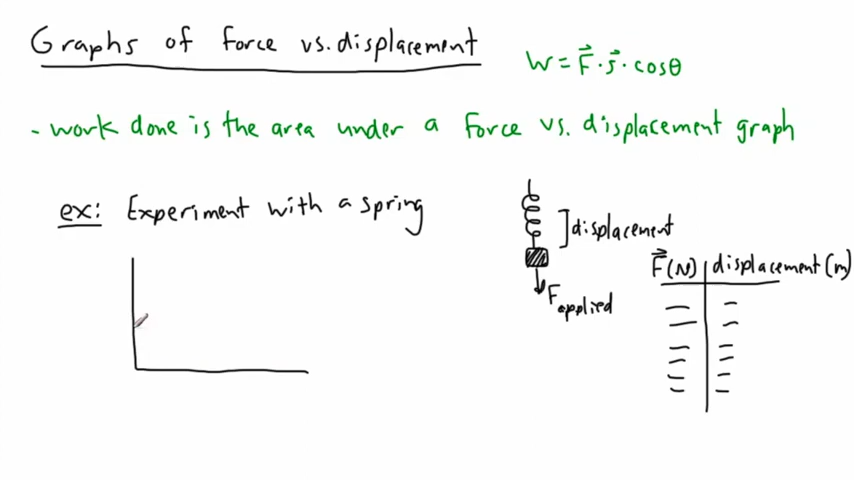 Graphs of Force vs. displacement
W = F⃗ · s⃗ · cosθ
- work done is the area under a Force vs. displacement graph
ex: Experiment with a spring
displacement
F applied
F⃗ (N) displacement (m)